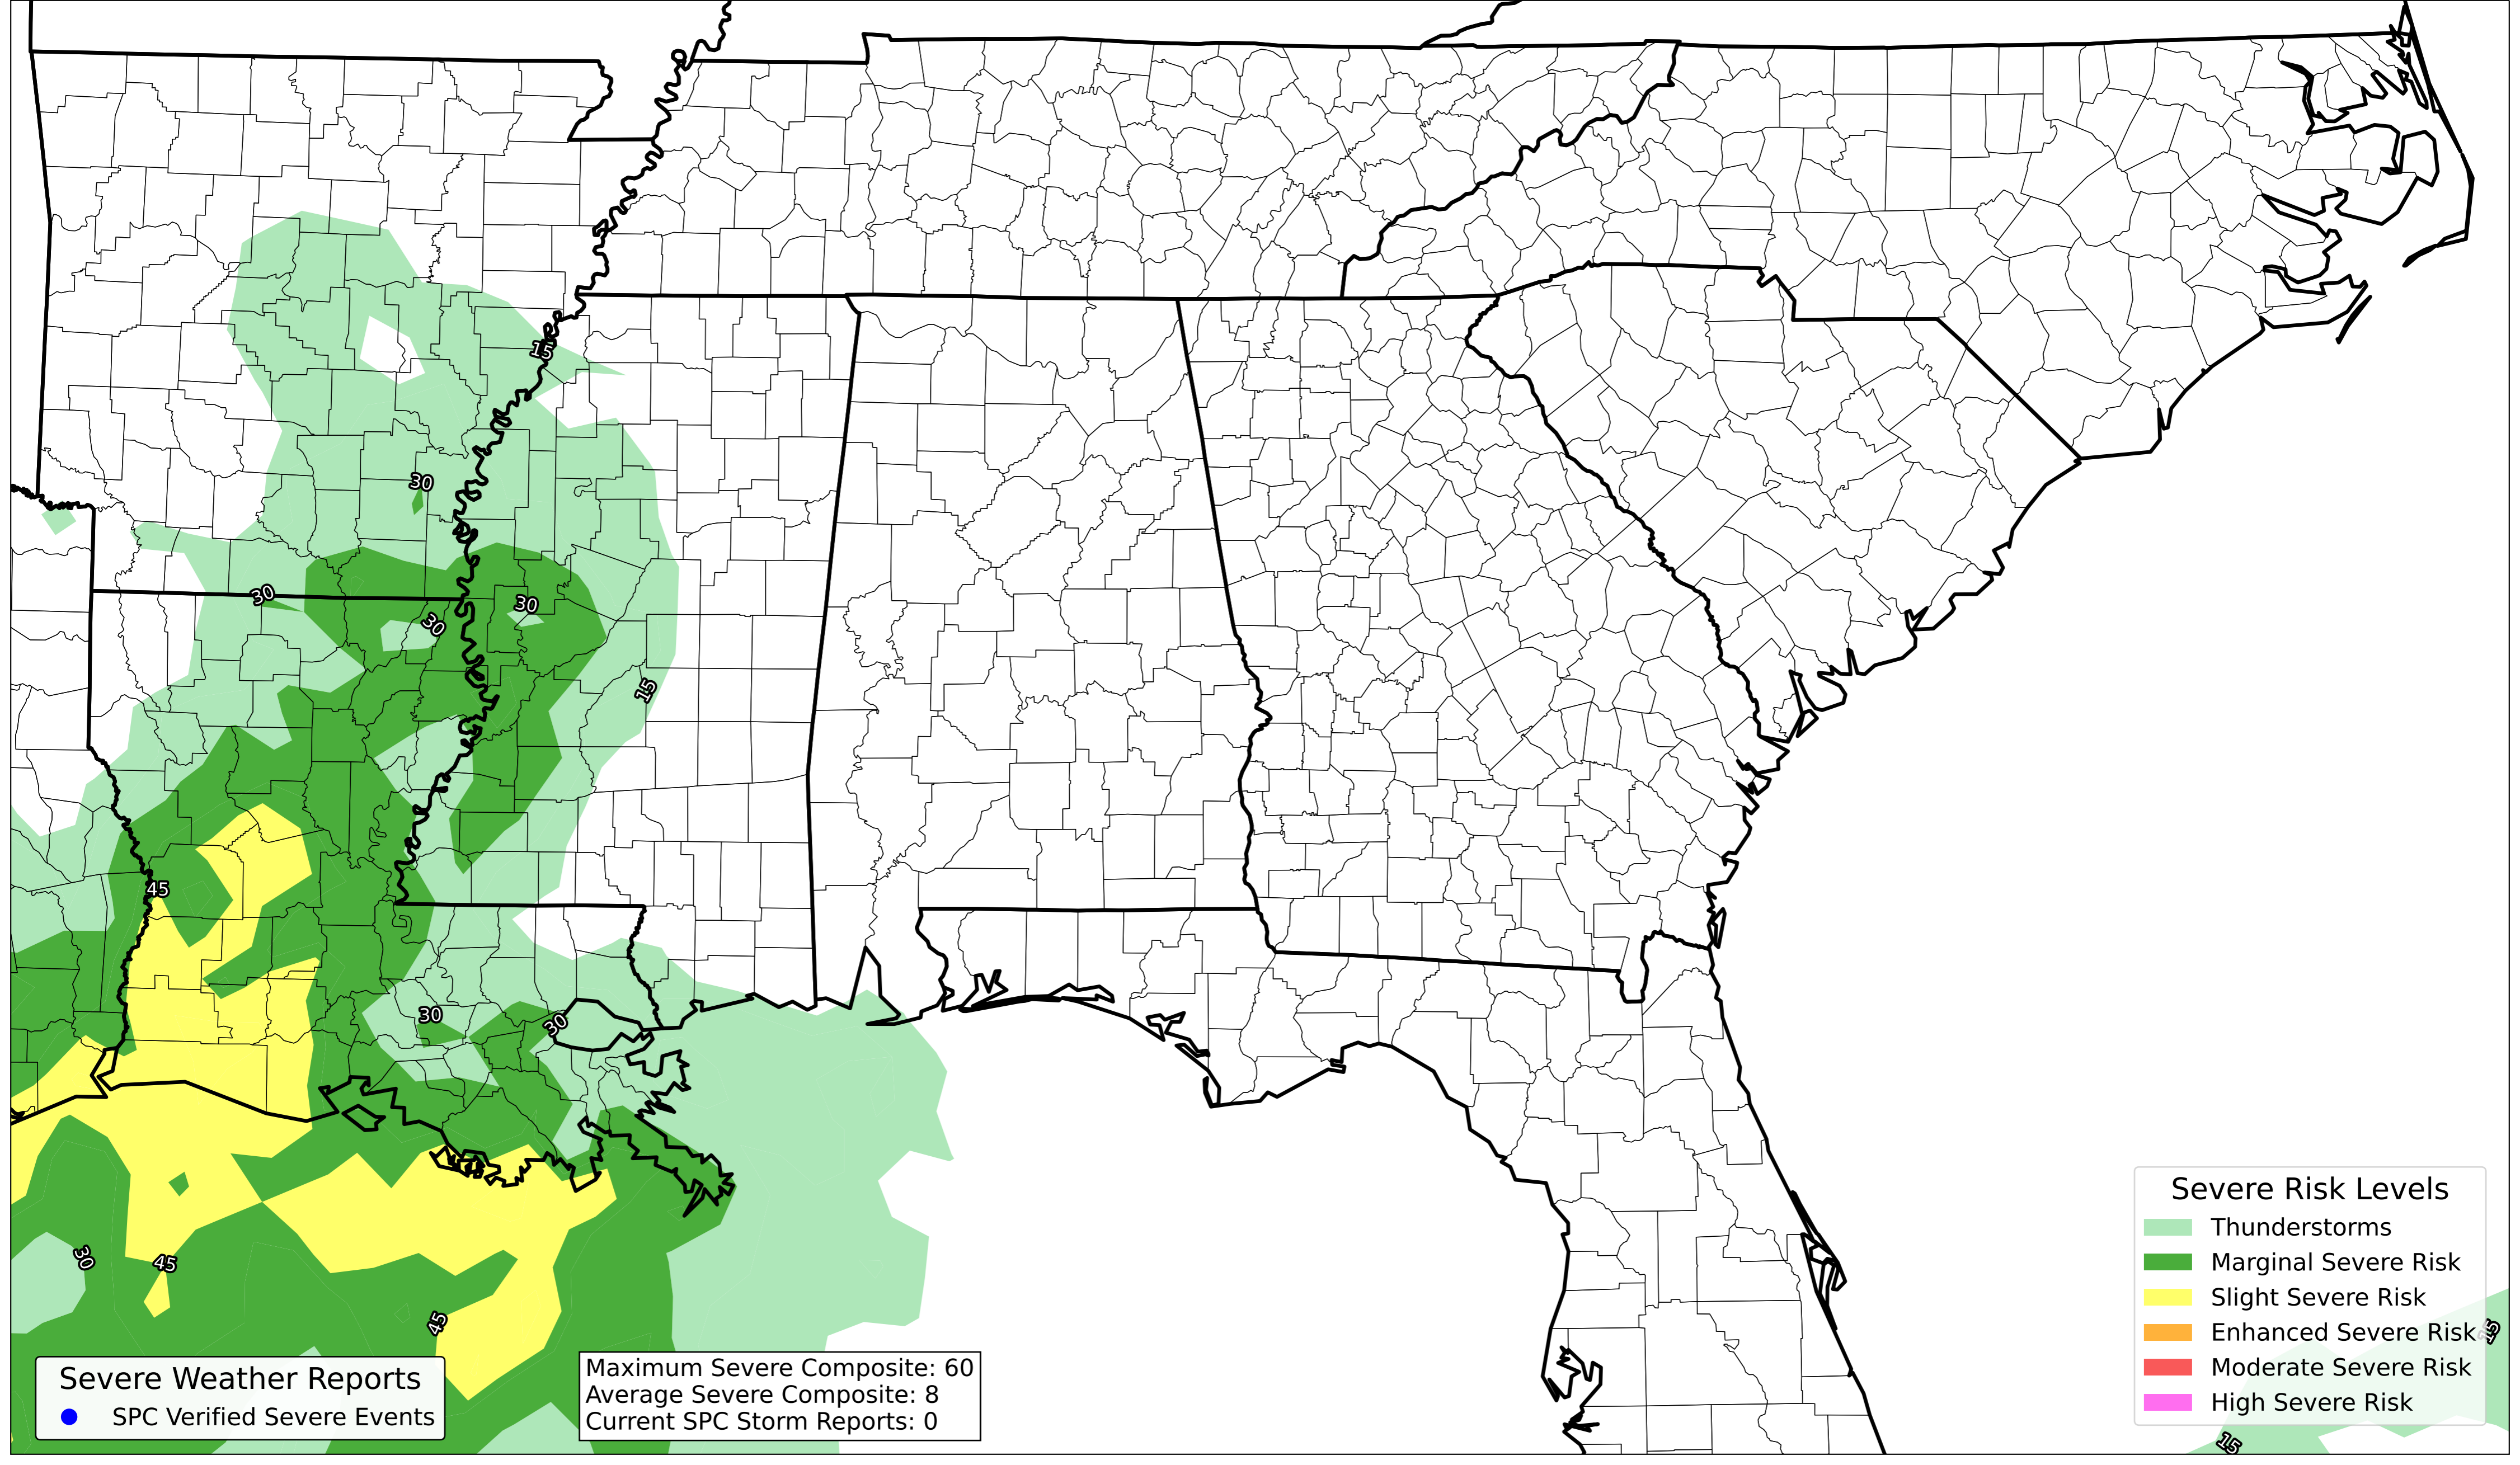 15
30
30
30
30
15
45
30
30
30
45
45
45
15
Severe Weather Reports
SPC Verified Severe Events
Maximum Severe Composite: 60
Average Severe Composite: 8
Current SPC Storm Reports: 0
Severe Risk Levels
Thunderstorms
Marginal Severe Risk
Slight Severe Risk
Enhanced Severe Risk
Moderate Severe Risk
High Severe Risk